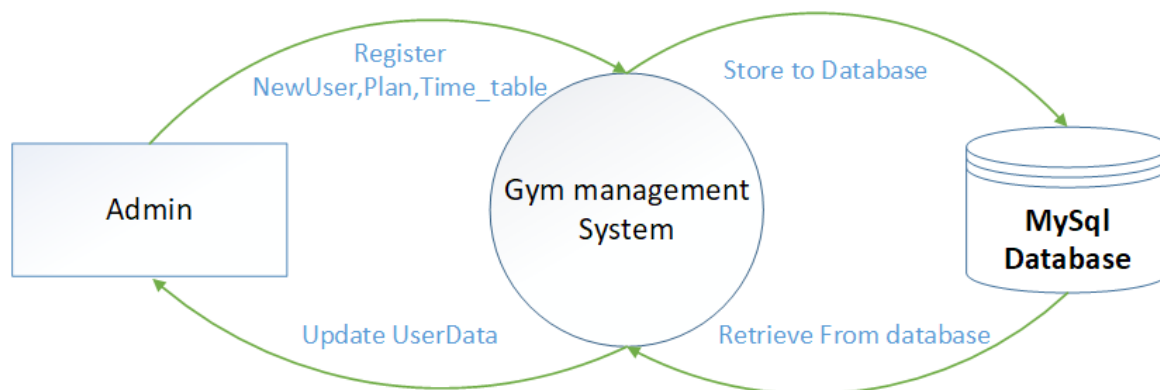 Register
NewUser,Plan,Time_table
Store to Database
Admin
Gym management
System
MySql
Database
Update UserData
Retrieve From database